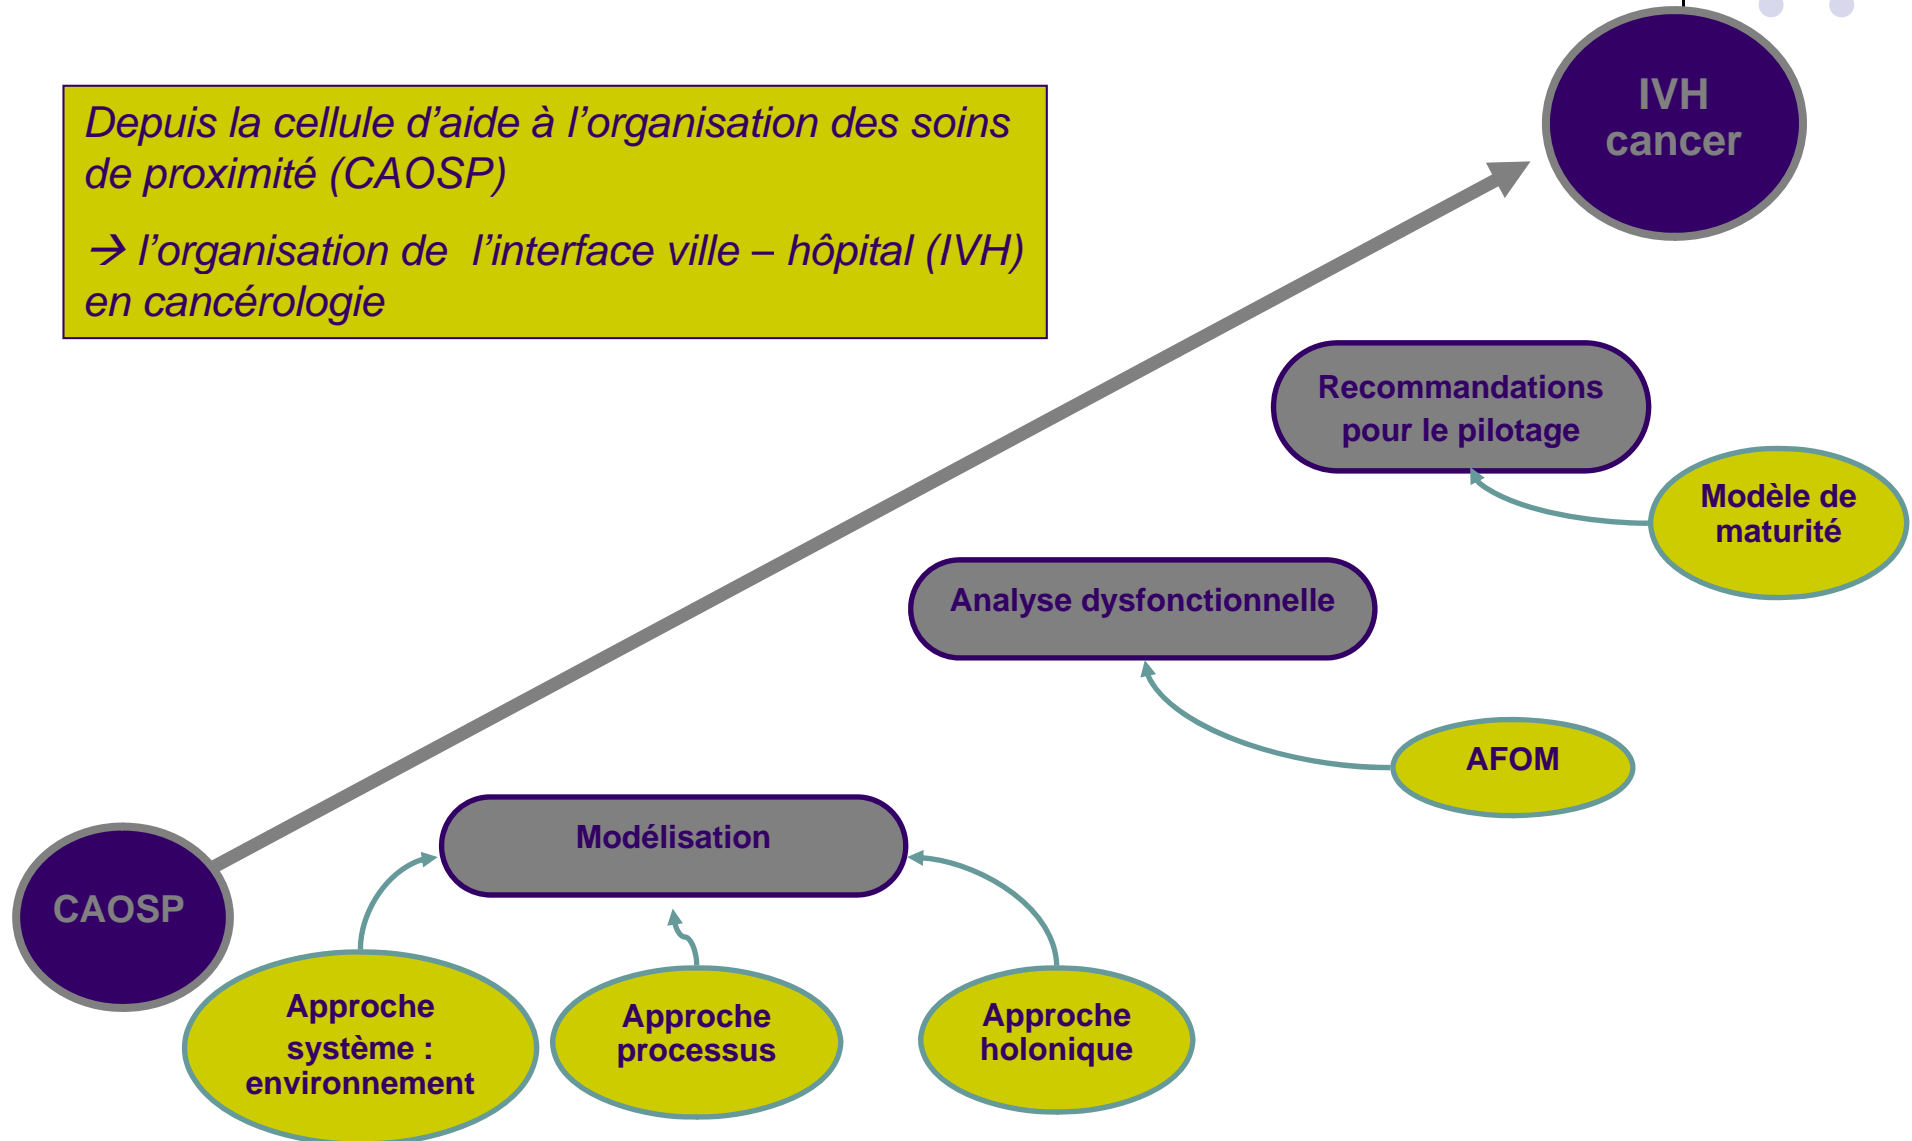 Depuis la cellule d'aide à l'organisation des soins
de proximité (CAOSP)
→ l'organisation de  l'interface ville – hôpital (IVH)
en cancérologie
IVH
cancer
Recommandations
pour le pilotage
Modèle de
maturité
Analyse dysfonctionnelle
AFOM
Modélisation
CAOSP
Approche
système :
environnement
Approche
processus
Approche
holonique